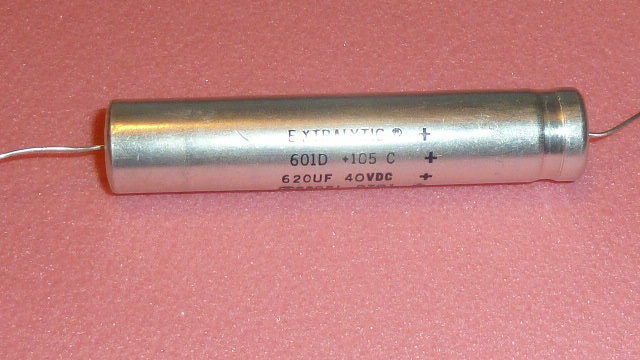 EXTRALYTIC ® +
601D +105 C +
620UF 40VDC +